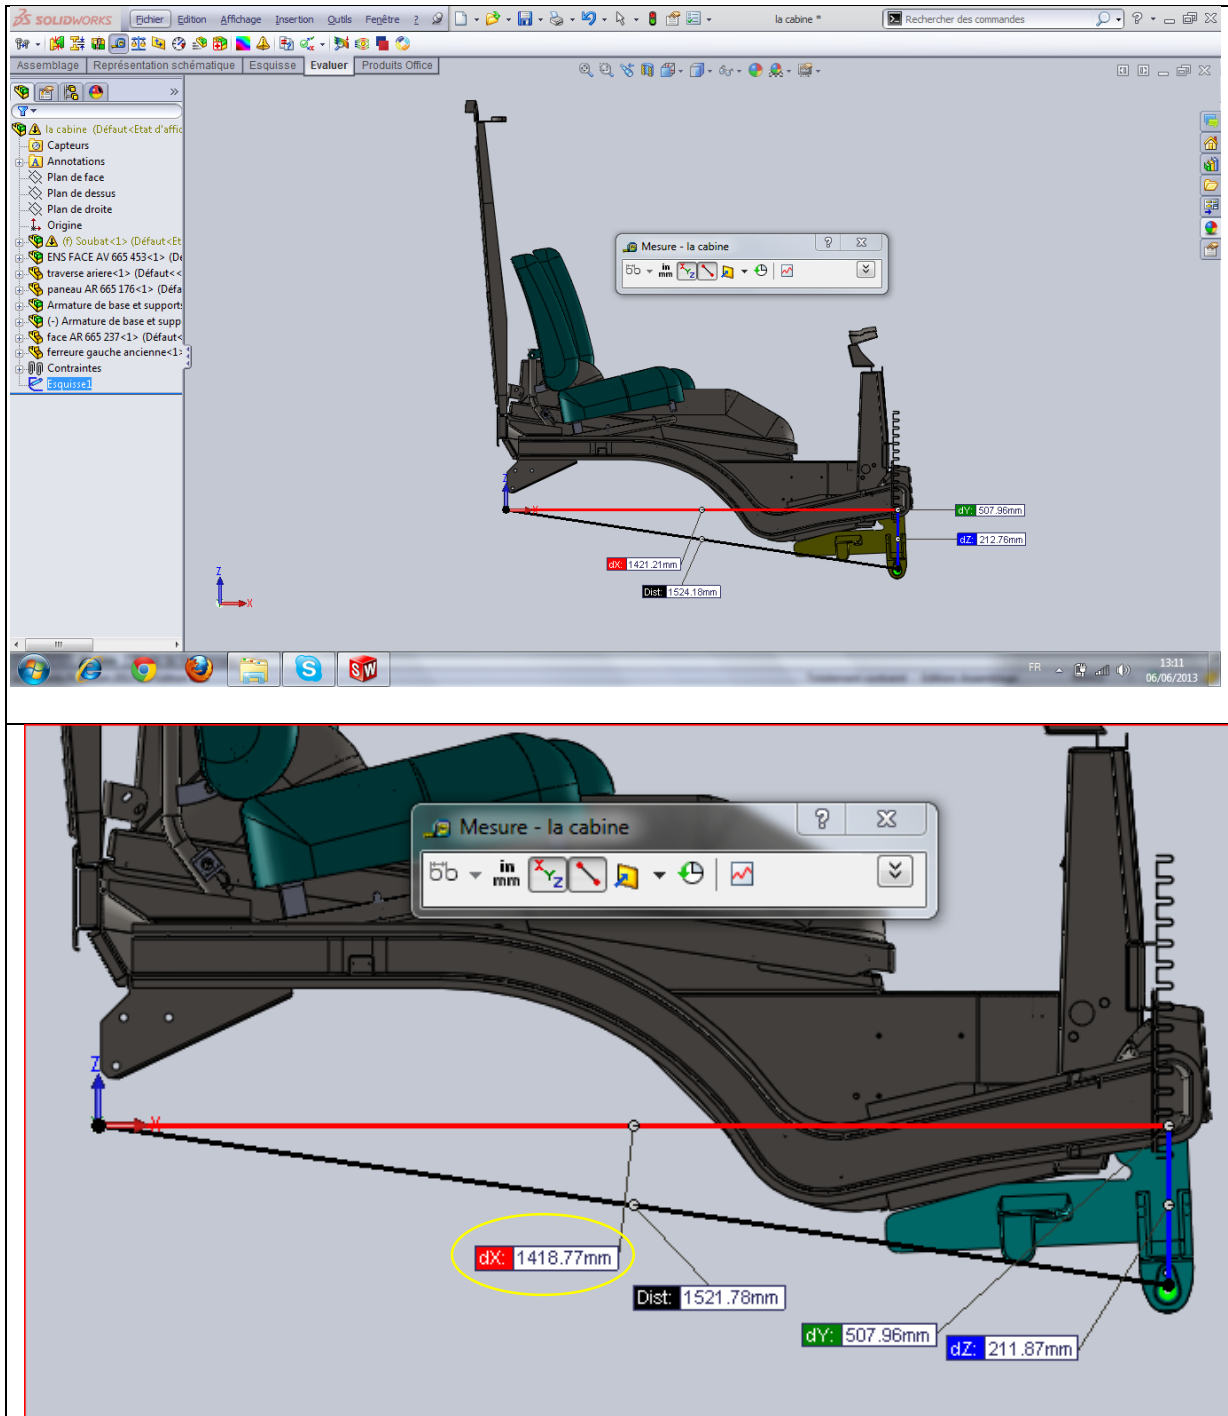 SOLIDWORKS Fichier Edition Affichage Insertion Outils Fenêtre ? la cabine * Rechercher des commandes
Assemblage Représentation schématique Esquisse Evaluer Produits Office
la cabine (Défaut<Etat d'affic
Capteurs
Annotations
Plan de face
Plan de dessus
Plan de droite
Origine
(f) Soubat<1> (Défaut<Et
ENS FACE AV 665 453<1> (De
traverse ariere<1> (Défaut<<
paneau AR 665 176<1> (Défa
Armature de base et support
(-) Armature de base et supp
face AR 665 237<1> (Défaut<
ferreure gauche ancienne<1>
Contraintes
Esquisse1
Mesure - la cabine
in
mm
X Y Z
Z
X
dY: 507.96mm
dZ: 212.76mm
dX: 1421.21mm
Dist: 1524.18mm
Z
X
FR 13:11
06/06/2013
Mesure - la cabine
in
mm
X Y Z
Z
X
dX: 1418.77mm
Dist: 1521.78mm
dY: 507.96mm
dZ: 211.87mm